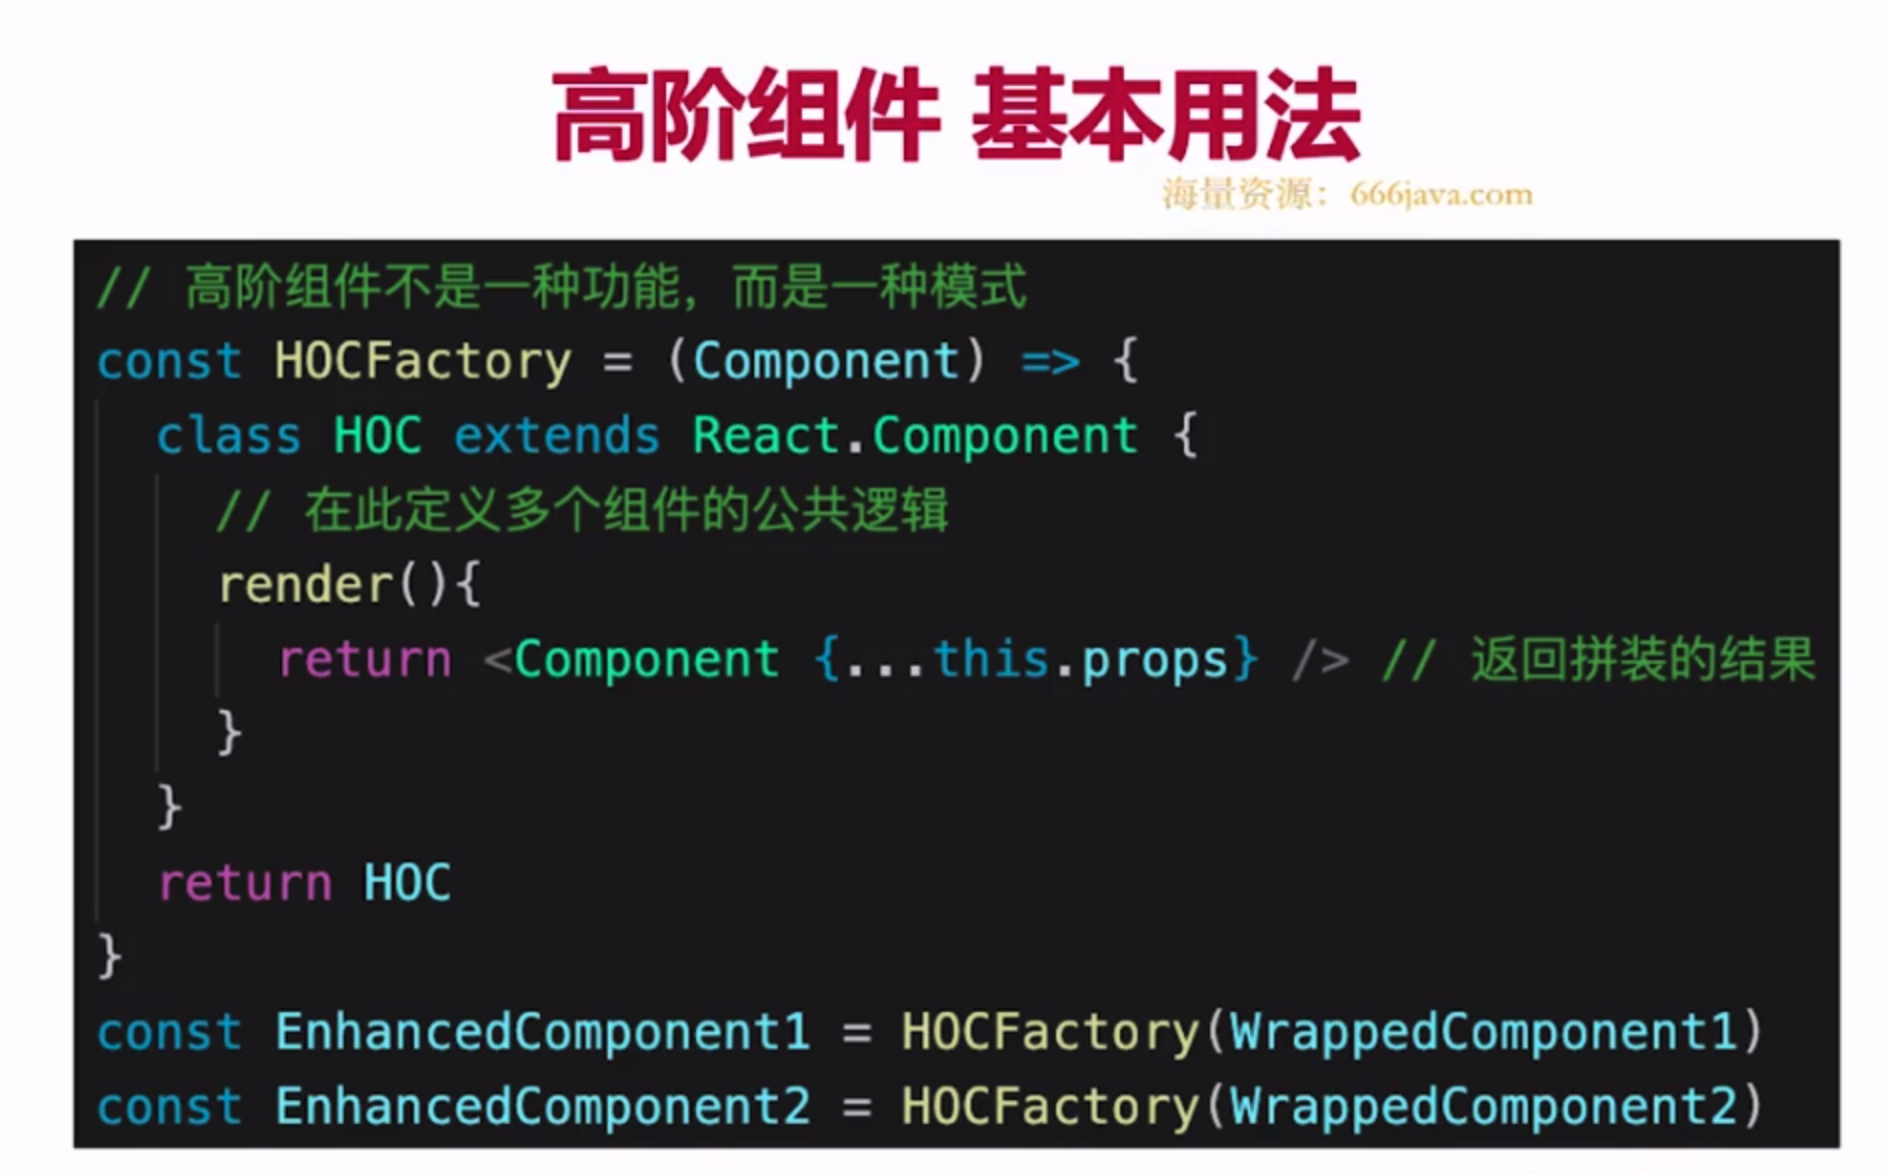 高阶组件 基本用法
海量资源：666java.com
// 高阶组件不是一种功能，而是一种模式
const HOCFactory = (Component) => {
class HOC extends React.Component {
// 在此定义多个组件的公共逻辑
render(){
return <Component {...this.props} /> // 返回拼装的结果
}
}
return HOC
}
const EnhancedComponent1 = HOCFactory(WrappedComponent1)
const EnhancedComponent2 = HOCFactory(WrappedComponent2)